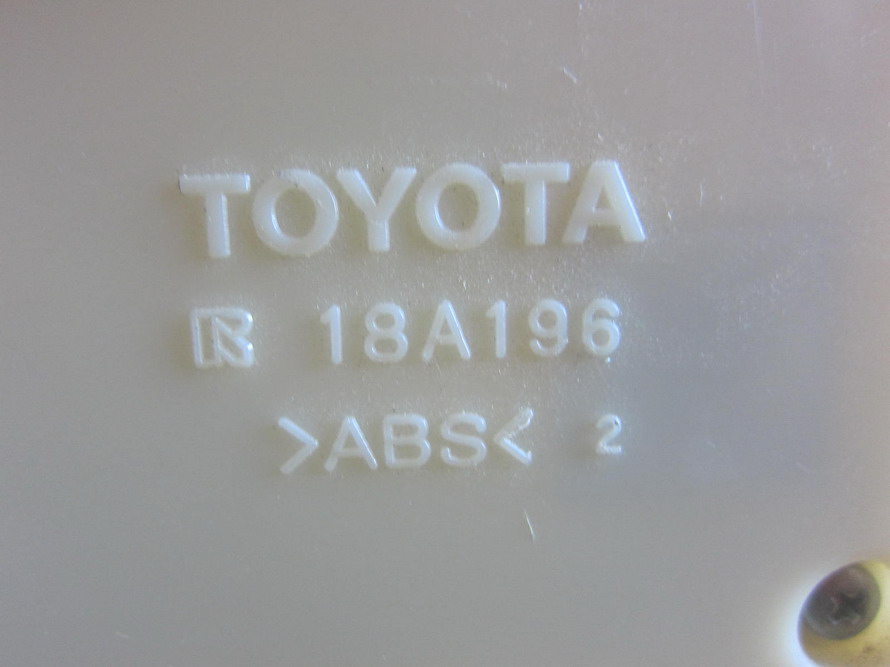 TOYOTA
R 18A196
>ABS< 2